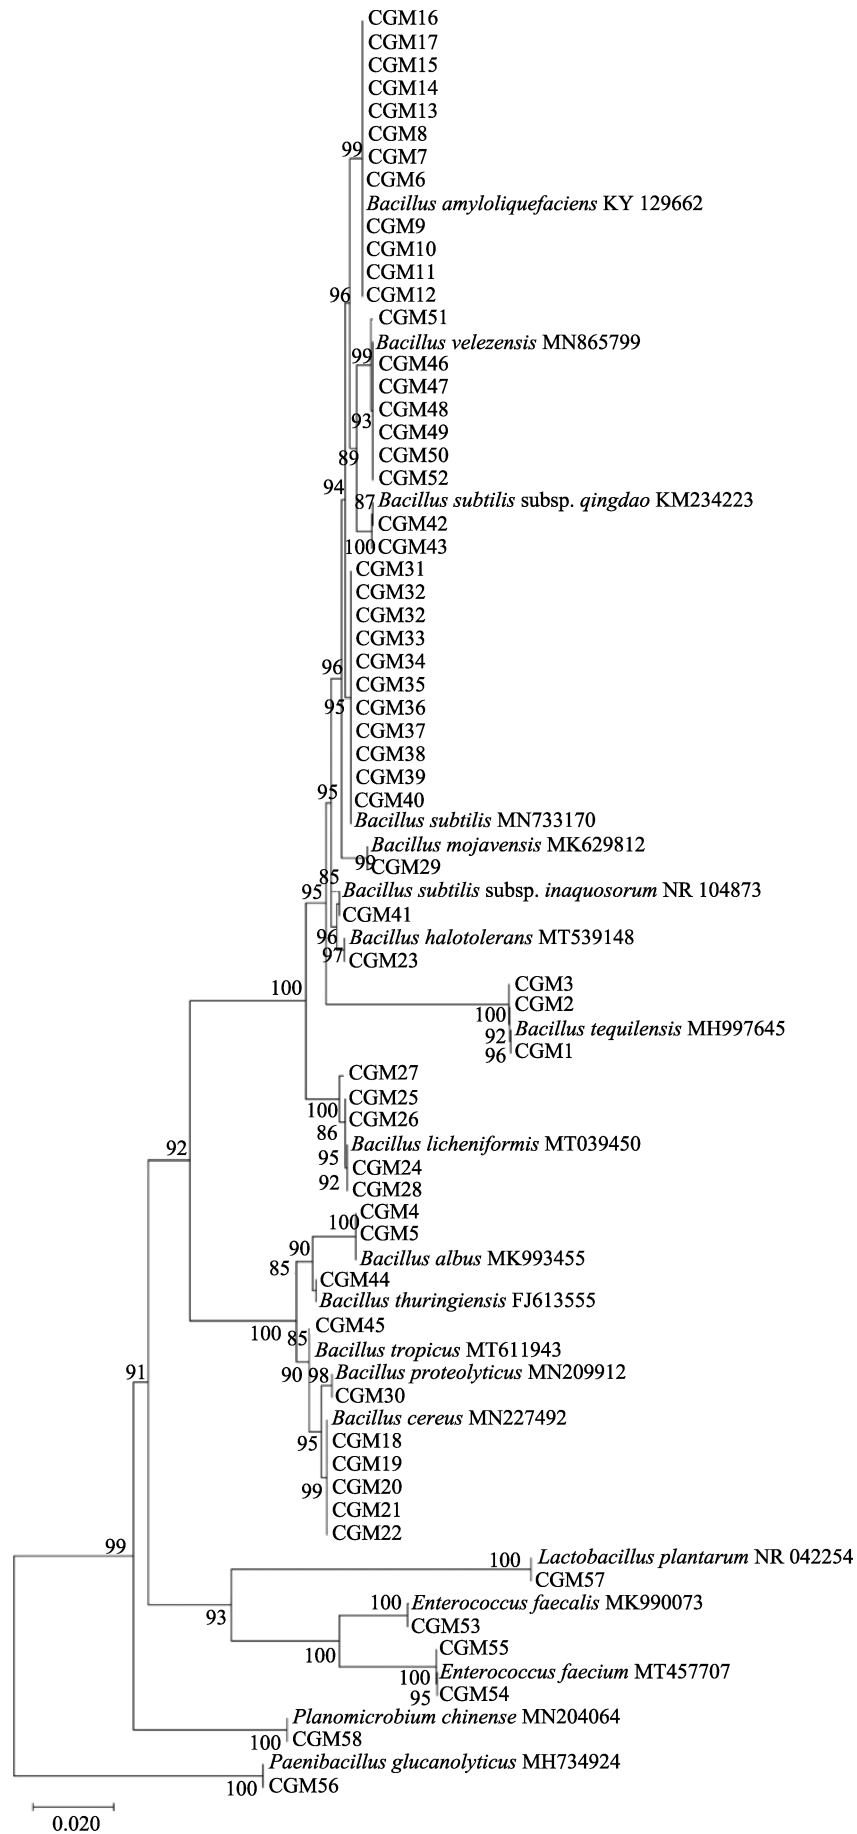 CGM16
CGM17
CGM15
CGM14
CGM13
CGM8
99
CGM7
CGM6
Bacillus amyloliquefaciens KY 129662
CGM9
CGM10
CGM11
96
CGM12
CGM51
Bacillus velezensis MN865799
99
CGM46
CGM47
CGM48
93
CGM49
89
CGM50
CGM52
94
87
Bacillus subtilis subsp. qingdao KM234223
CGM42
100
CGM43
CGM31
CGM32
CGM32
CGM33
96
CGM34
CGM35
95
CGM36
CGM37
CGM38
CGM39
95
CGM40
Bacillus subtilis MN733170
Bacillus mojavensis MK629812
99
CGM29
85
95
Bacillus subtilis subsp. inaquosorum NR 104873
CGM41
96
Bacillus halotolerans MT539148
97
CGM23
100
CGM3
CGM2
100
Bacillus tequilensis MH997645
92
96
CGM1
CGM27
CGM25
100
CGM26
86
Bacillus licheniformis MT039450
95
CGM24
92
CGM28
92
CGM4
100
CGM5
90
Bacillus albus MK993455
85
CGM44
Bacillus thuringiensis FJ613555
100
85
CGM45
Bacillus tropicus MT611943
91
90
98
Bacillus proteolyticus MN209912
CGM30
Bacillus cereus MN227492
95
CGM18
CGM19
99
CGM20
CGM21
CGM22
99
100
Lactobacillus plantarum NR 042254
CGM57
100
Enterococcus faecalis MK990073
93
CGM53
100
CGM55
100
Enterococcus faecium MT457707
95
CGM54
Planomicrobium chinense MN204064
100
CGM58
Paenibacillus glucanolyticus MH734924
100
CGM56
0.020